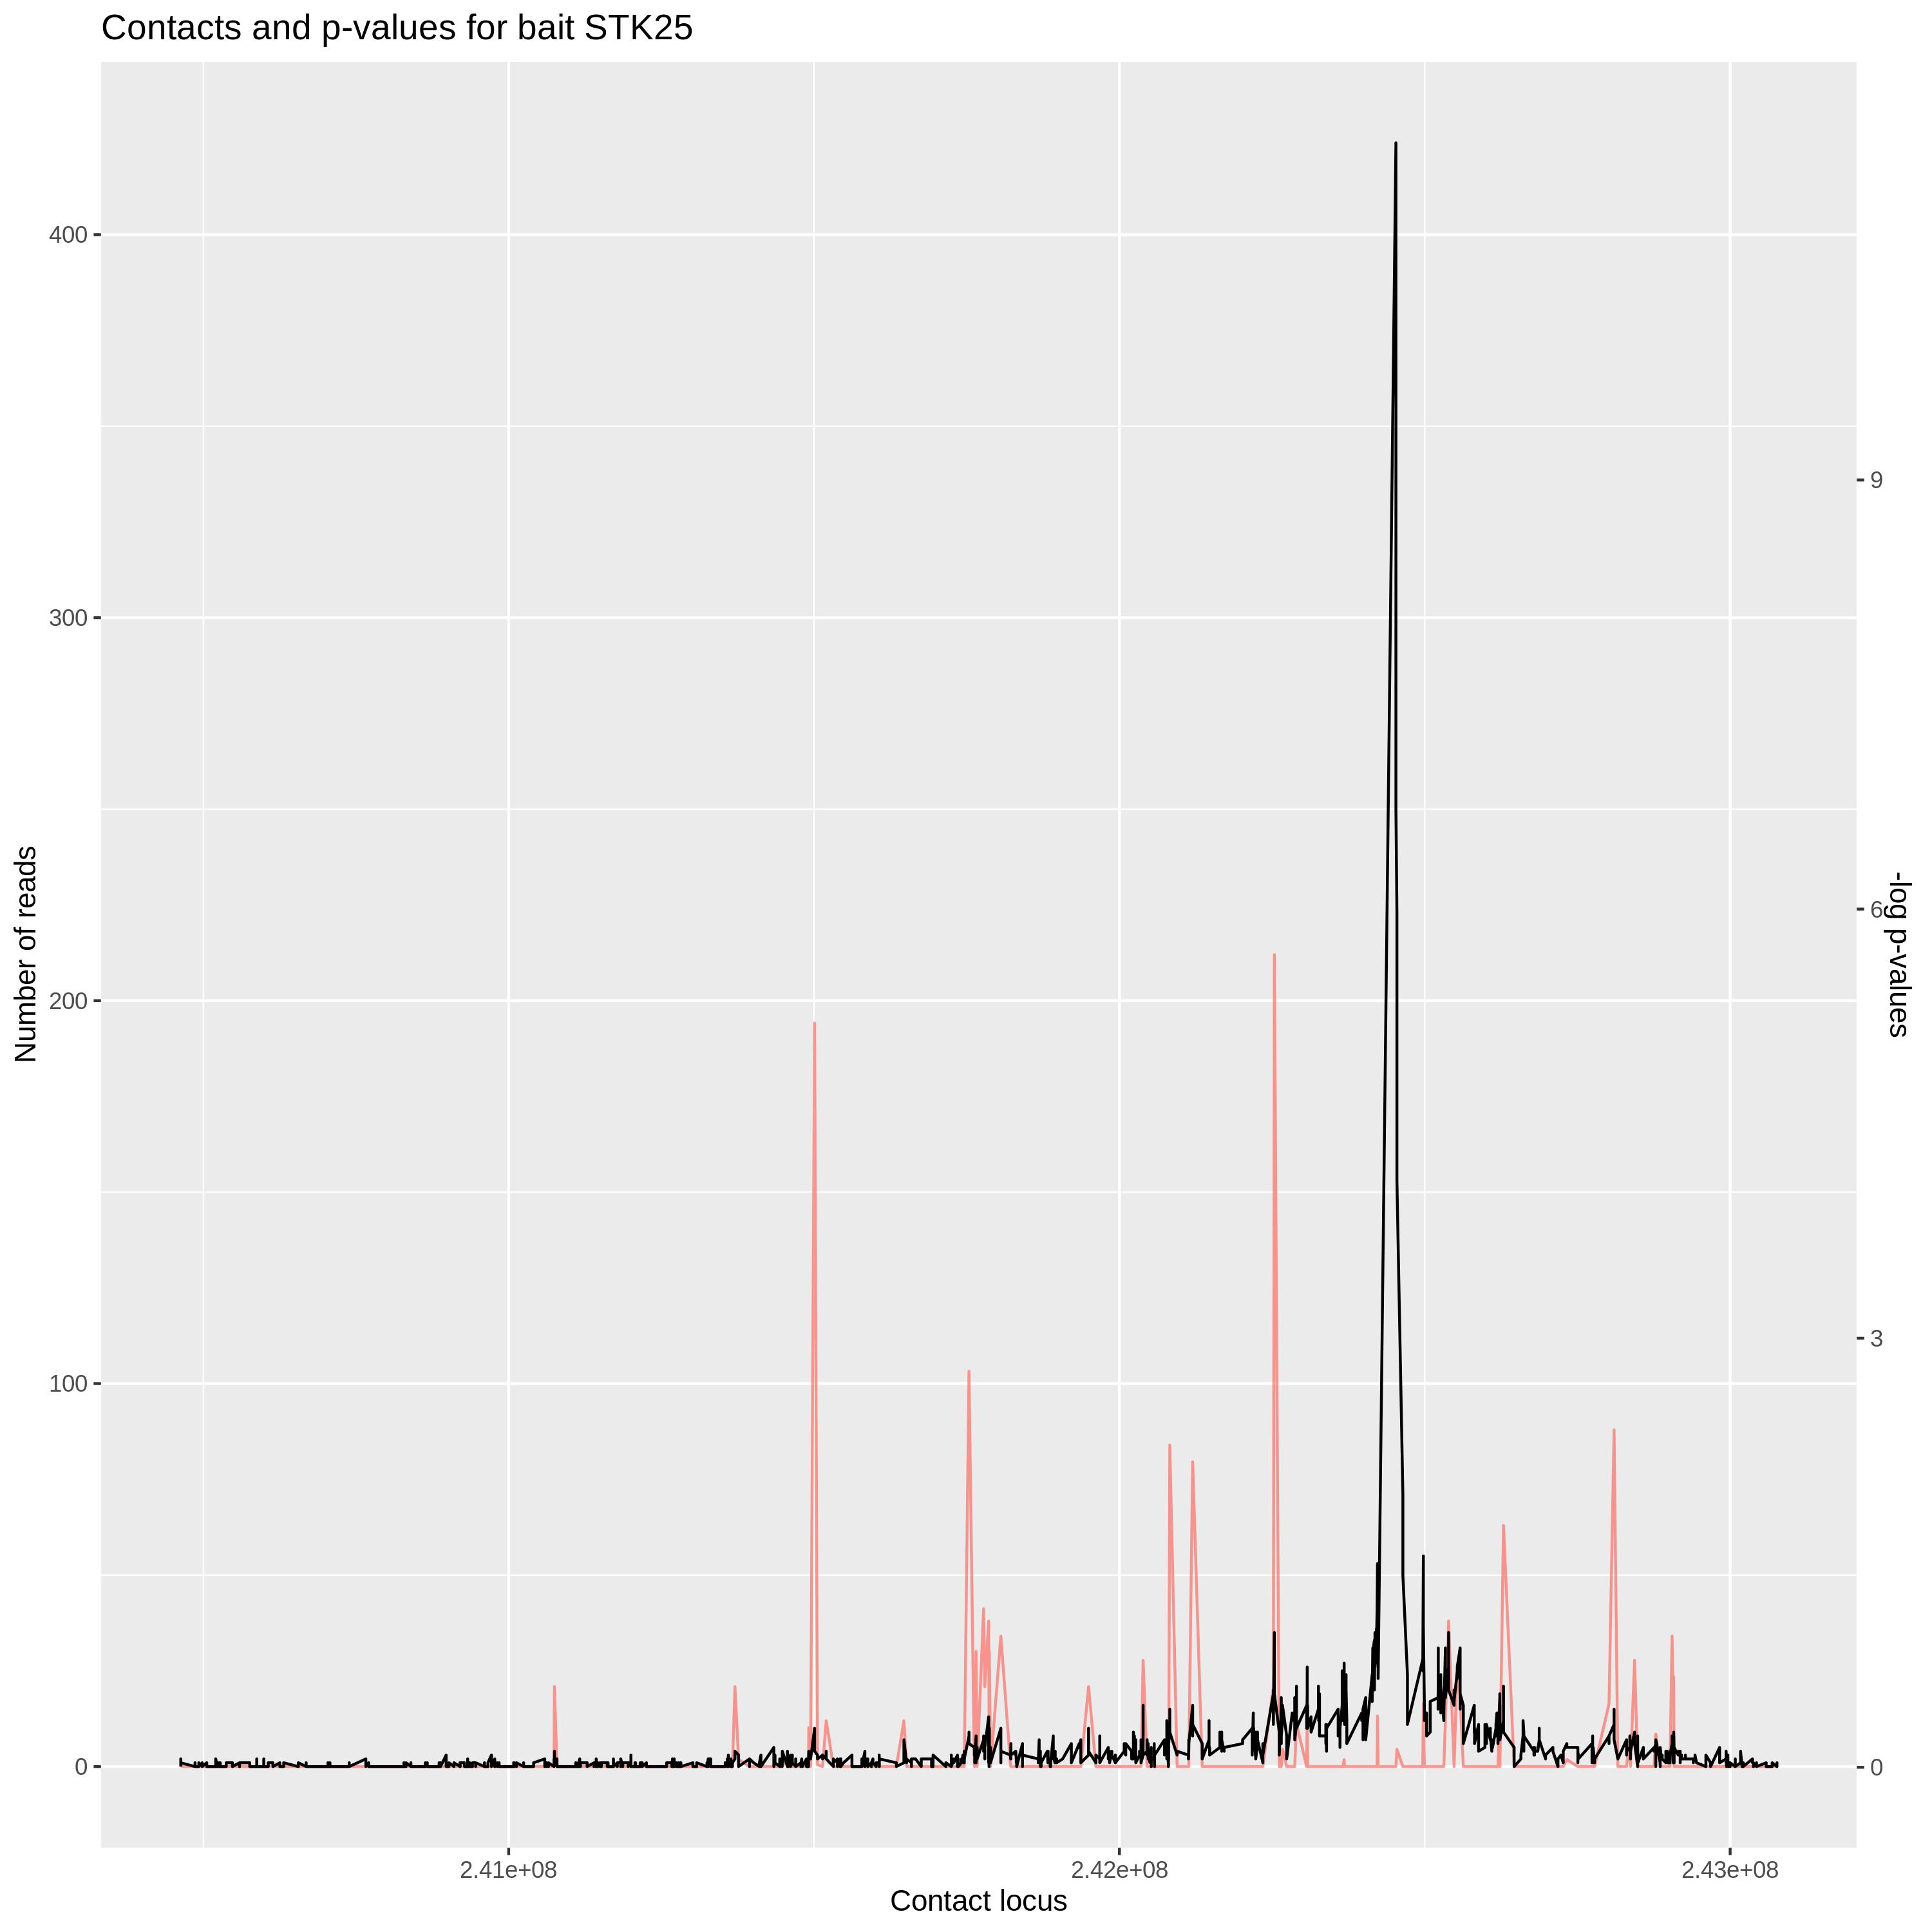 Contacts and p-values for bait STK25
400
300
200
100
0
Number of reads
9
6
3
0
-log p-values
2.41e+08
2.42e+08
2.43e+08
Contact locus